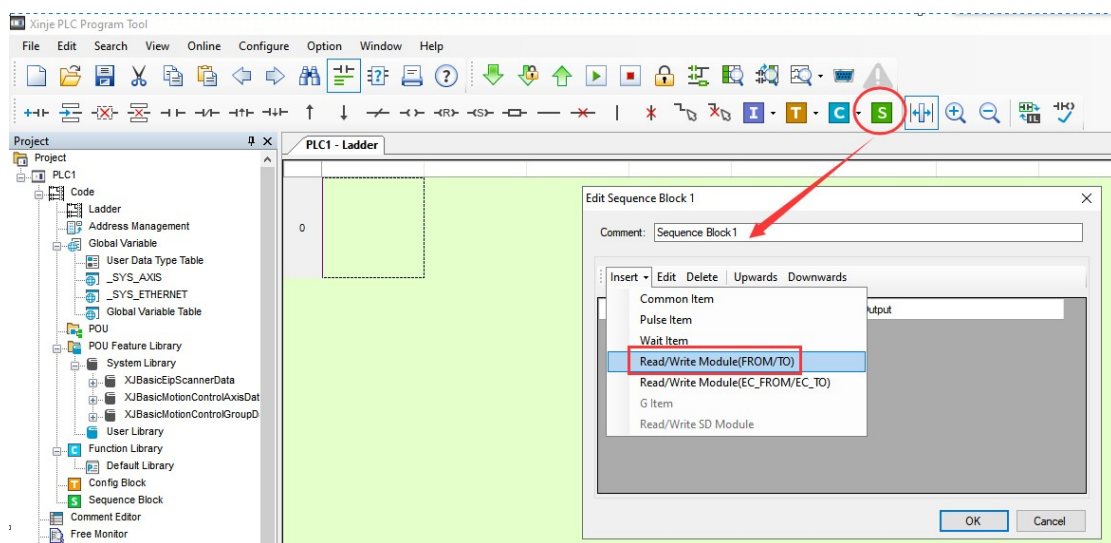 Xinje PLC Program Tool
File Edit Search View Online Configure Option Window Help
I T C S
Project
PLC1 - Ladder
Project
PLC1
Code
Ladder
Address Management
Global Variable
User Data Type Table
_SYS_AXIS
_SYS_ETHERNET
Global Variable Table
POU
POU Feature Library
System Library
XJBasicEipScannerData
XJBasicMotionControlAxisDat
XJBasicMotionControlGroupD
User Library
Function Library
Default Library
Config Block
Sequence Block
Comment Editor
Free Monitor
0
Edit Sequence Block 1
Comment: Sequence Block1
Insert Edit Delete Upwards Downwards
Common Item
Pulse Item
Wait Item
Read/Write Module(FROM/TO)
Read/Write Module(EC_FROM/EC_TO)
G Item
Read/Write SD Module
OK Cancel